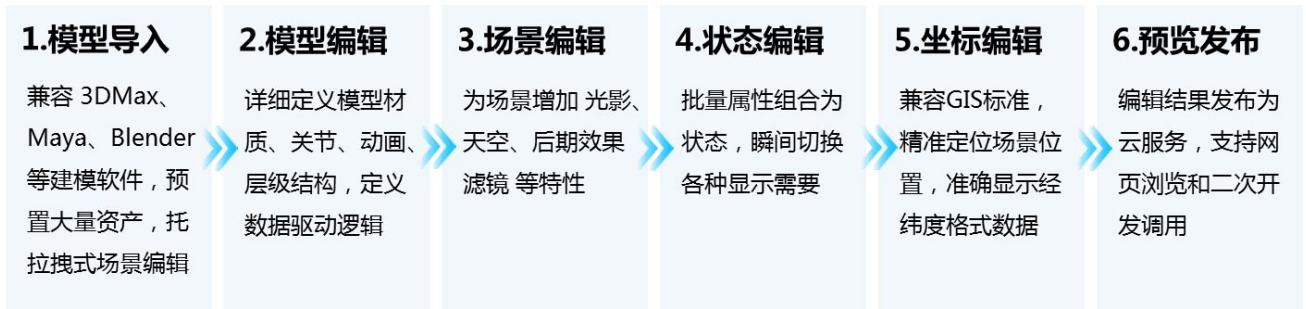 1.模型导入
兼容 3DMax、
Maya、Blender
等建模软件，预
置大量资产，托
拉拽式场景编辑
2.模型编辑
详细定义模型材
质、关节、动画、
层级结构，定义
数据驱动逻辑
3.场景编辑
为场景增加 光影、
天空、后期效果
滤镜 等特性
4.状态编辑
批量属性组合为
状态，瞬间切换
各种显示需要
5.坐标编辑
兼容GIS标准，
精准定位场景位
置，准确显示经
纬度格式数据
6.预览发布
编辑结果发布为
云服务，支持网
页浏览和二次开
发调用